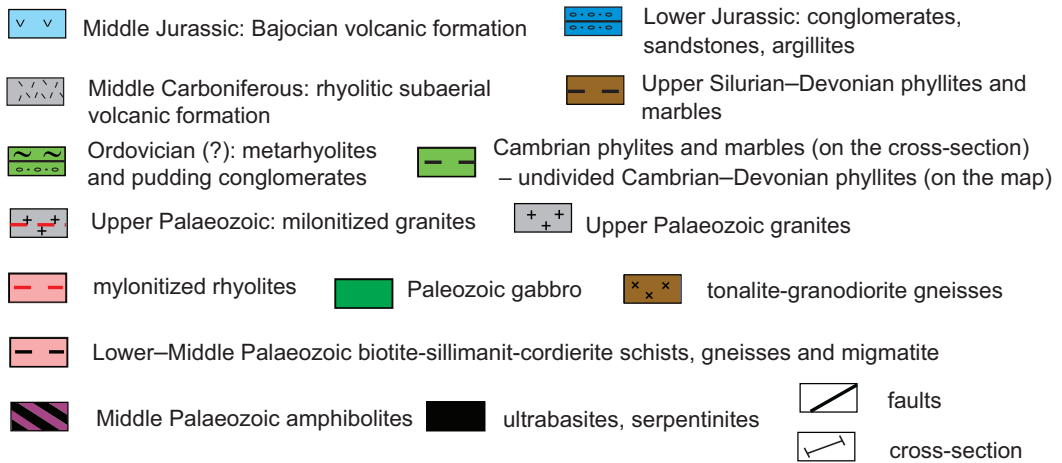 Middle Jurassic: Bajocian volcanic formation
Lower Jurassic: conglomerates,
sandstones, argillites
Middle Carboniferous: rhyolitic subaerial
volcanic formation
Upper Silurian–Devonian phyllites and
marbles
Ordovician (?): metarhyolites
and pudding conglomerates
Cambrian phylites and marbles (on the cross-section)
– undivided Cambrian–Devonian phyllites (on the map)
Upper Palaeozoic: milonitized granites
Upper Palaeozoic granites
mylonitized rhyolites
Paleozoic gabbro
tonalite-granodiorite gneisses
Lower–Middle Palaeozoic biotite-sillimanit-cordierite schists, gneisses and migmatite
Middle Palaeozoic amphibolites
ultrabasites, serpentinites
faults
cross-section